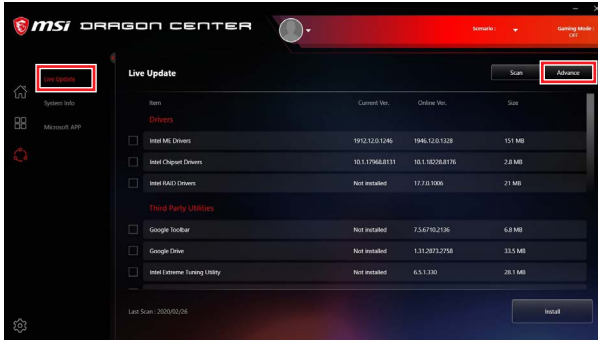 msi DRAGON CENTER
Scenario :
Gaming Mode :
OFF
Live Update
System Info
Microsoft APP
Live Update
Scan
Advance
Item Current Ver. Online Ver. Size
Drivers
Intel ME Drivers 1912.12.0.1246 1946.12.0.1328 151 MB
Intel Chipset Drivers 10.1.17968.8131 10.1.18228.8176 2.8 MB
Intel RAID Drivers Not installed 17.7.0.1006 21 MB
Third Party Utilities
Google Toolbar Not installed 7.5.6710.2136 6.8 MB
Google Drive Not installed 1.31.2873.2758 33.5 MB
Intel Extreme Tuning Utility Not installed 6.5.1.330 28.1 MB
Last Scan : 2020/02/26
Install